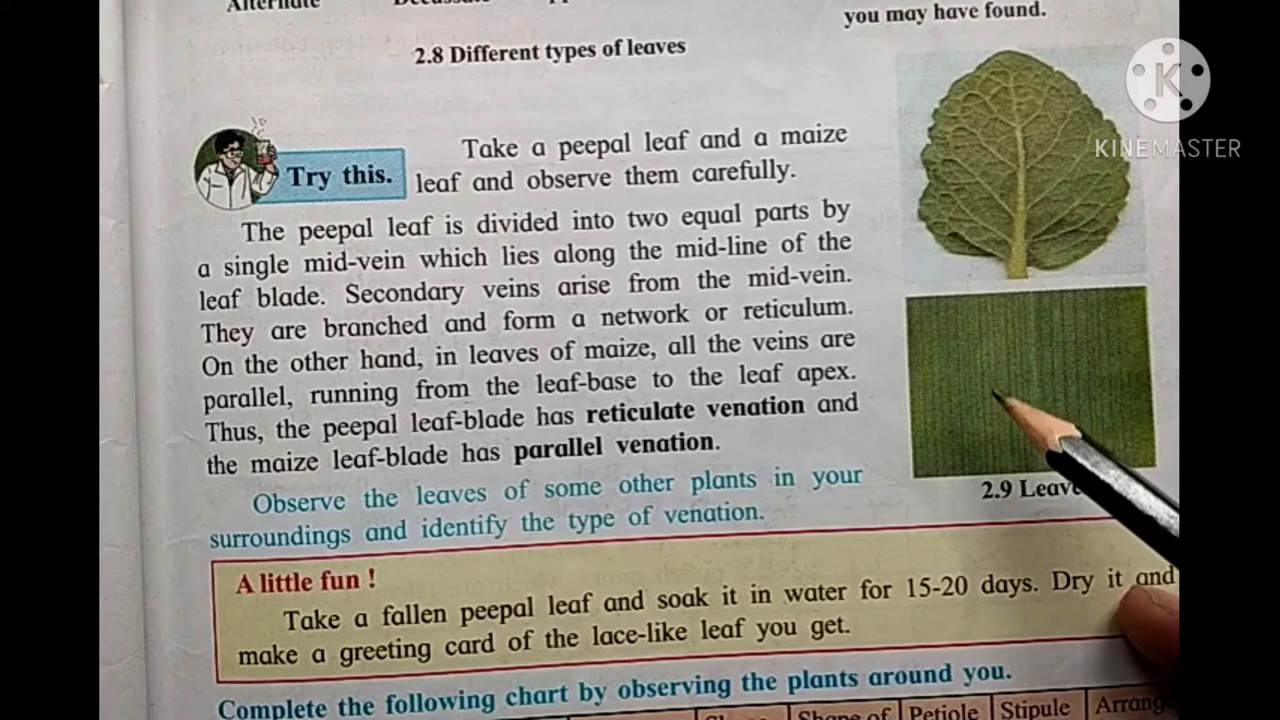 Alternate
you may have found.
2.8 Different types of leaves
KINEMASTER
Try this.
Take a peepal leaf and a maize
leaf and observe them carefully.
The peepal leaf is divided into two equal parts by
a single mid-vein which lies along the mid-line of the
leaf blade. Secondary veins arise from the mid-vein.
They are branched and form a network or reticulum.
On the other hand, in leaves of maize, all the veins are
parallel, running from the leaf-base to the leaf apex.
Thus, the peepal leaf-blade has reticulate venation and
the maize leaf-blade has parallel venation.
2.9
Observe the leaves of some other plants in your
surroundings and identify the type of venation.
A little fun !
Take a fallen peepal leaf and soak it in water for 15-20 days. Dry it and
make a greeting card of the lace-like leaf you get.
Complete the following chart by observing the plants around you.
Shape of Petiole Stipule